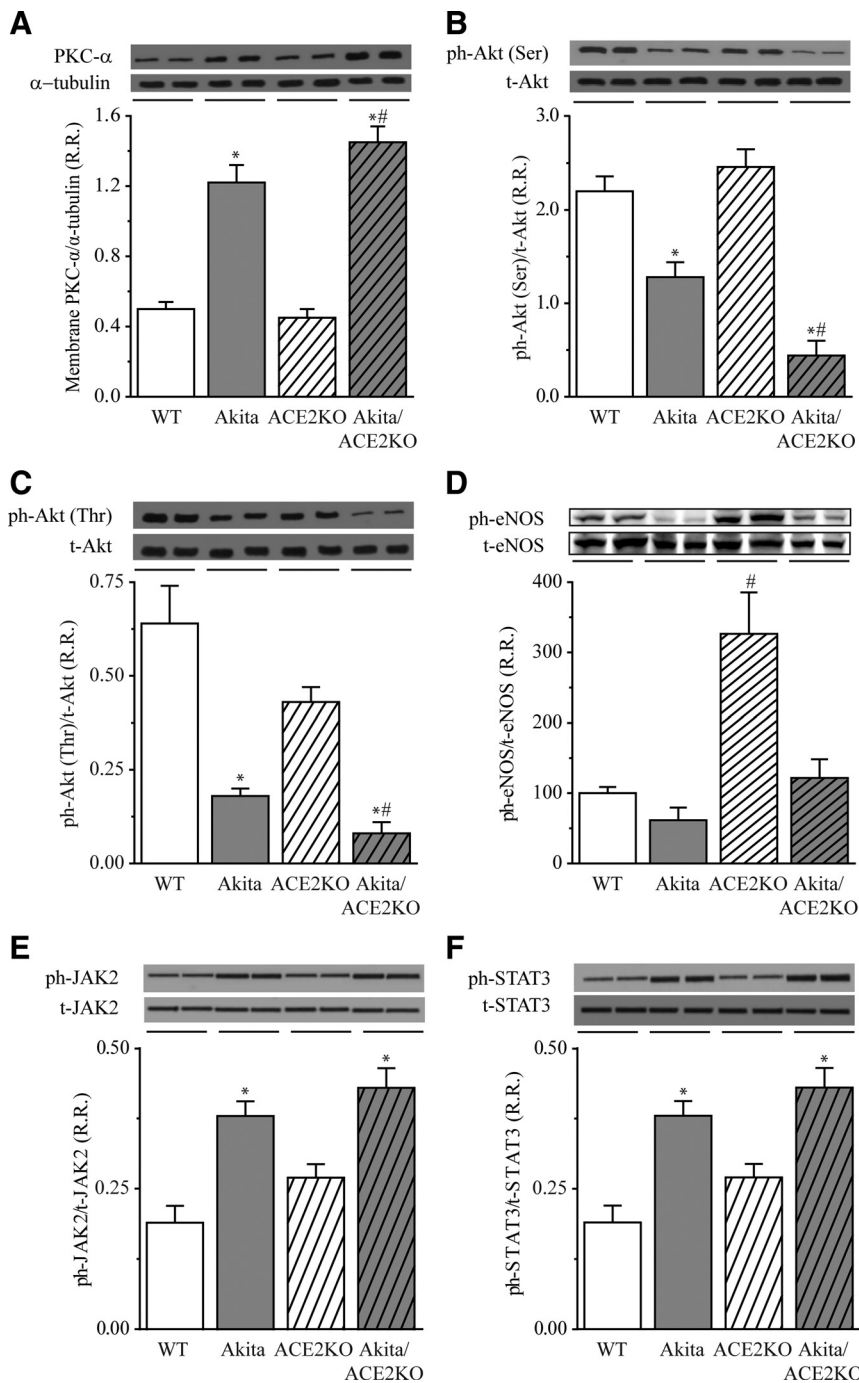 A
PKC-α
α–tubulin
Membrane PKC-α/α-tubulin (R.R.)
1.6
1.2
0.8
0.4
0.0
*
*#
WT
Akita
ACE2KO
Akita/
ACE2KO
B
ph-Akt (Ser)
t-Akt
ph-Akt (Ser)/t-Akt (R.R.)
3.0
2.0
1.0
0.0
*
*#
WT
Akita
ACE2KO
Akita/
ACE2KO
C
ph-Akt (Thr)
t-Akt
ph-Akt (Thr)/t-Akt (R.R.)
0.75
0.50
0.25
0.00
*
*#
WT
Akita
ACE2KO
Akita/
ACE2KO
D
ph-eNOS
t-eNOS
ph-eNOS/t-eNOS (R.R.)
400
300
200
100
0
#
WT
Akita
ACE2KO
Akita/
ACE2KO
E
ph-JAK2
t-JAK2
ph-JAK2/t-JAK2 (R.R.)
0.50
0.25
0.00
*
*
WT
Akita
ACE2KO
Akita/
ACE2KO
F
ph-STAT3
t-STAT3
ph-STAT3/t-STAT3 (R.R.)
0.50
0.25
0.00
*
*
WT
Akita
ACE2KO
Akita/
ACE2KO